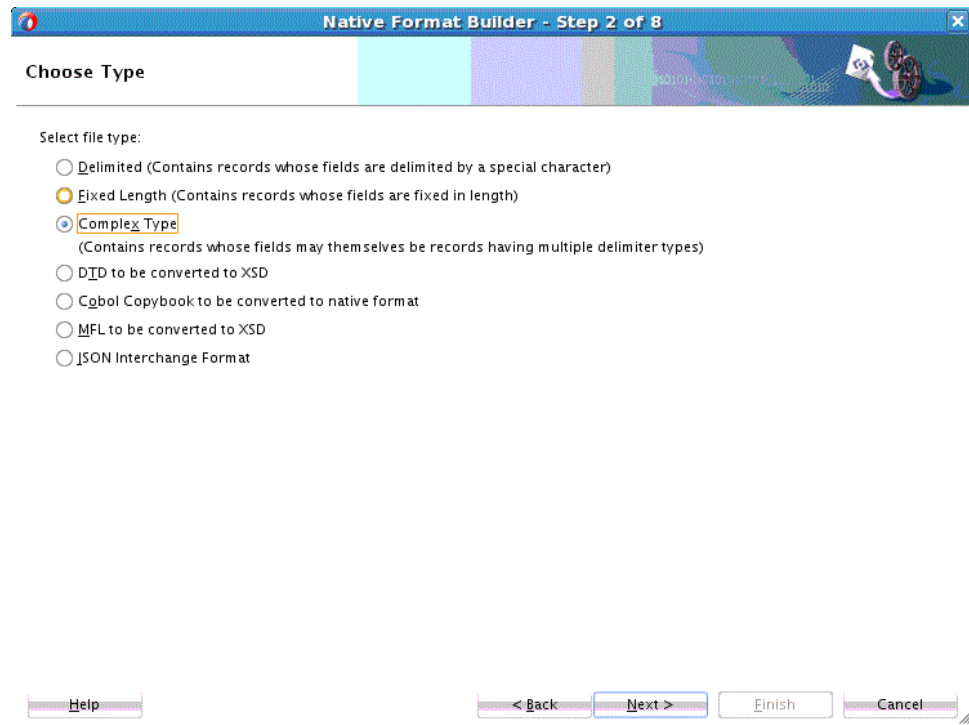 Native Format Builder - Step 2 of 8
Choose Type
Select file type:
Delimited (Contains records whose fields are delimited by a special character)
Fixed Length (Contains records whose fields are fixed in length)
Complex Type
(Contains records whose fields may themselves be records having multiple delimiter types)
DTD to be converted to XSD
Cobol Copybook to be converted to native format
MFL to be converted to XSD
JSON Interchange Format
Help < Back Next > Finish Cancel